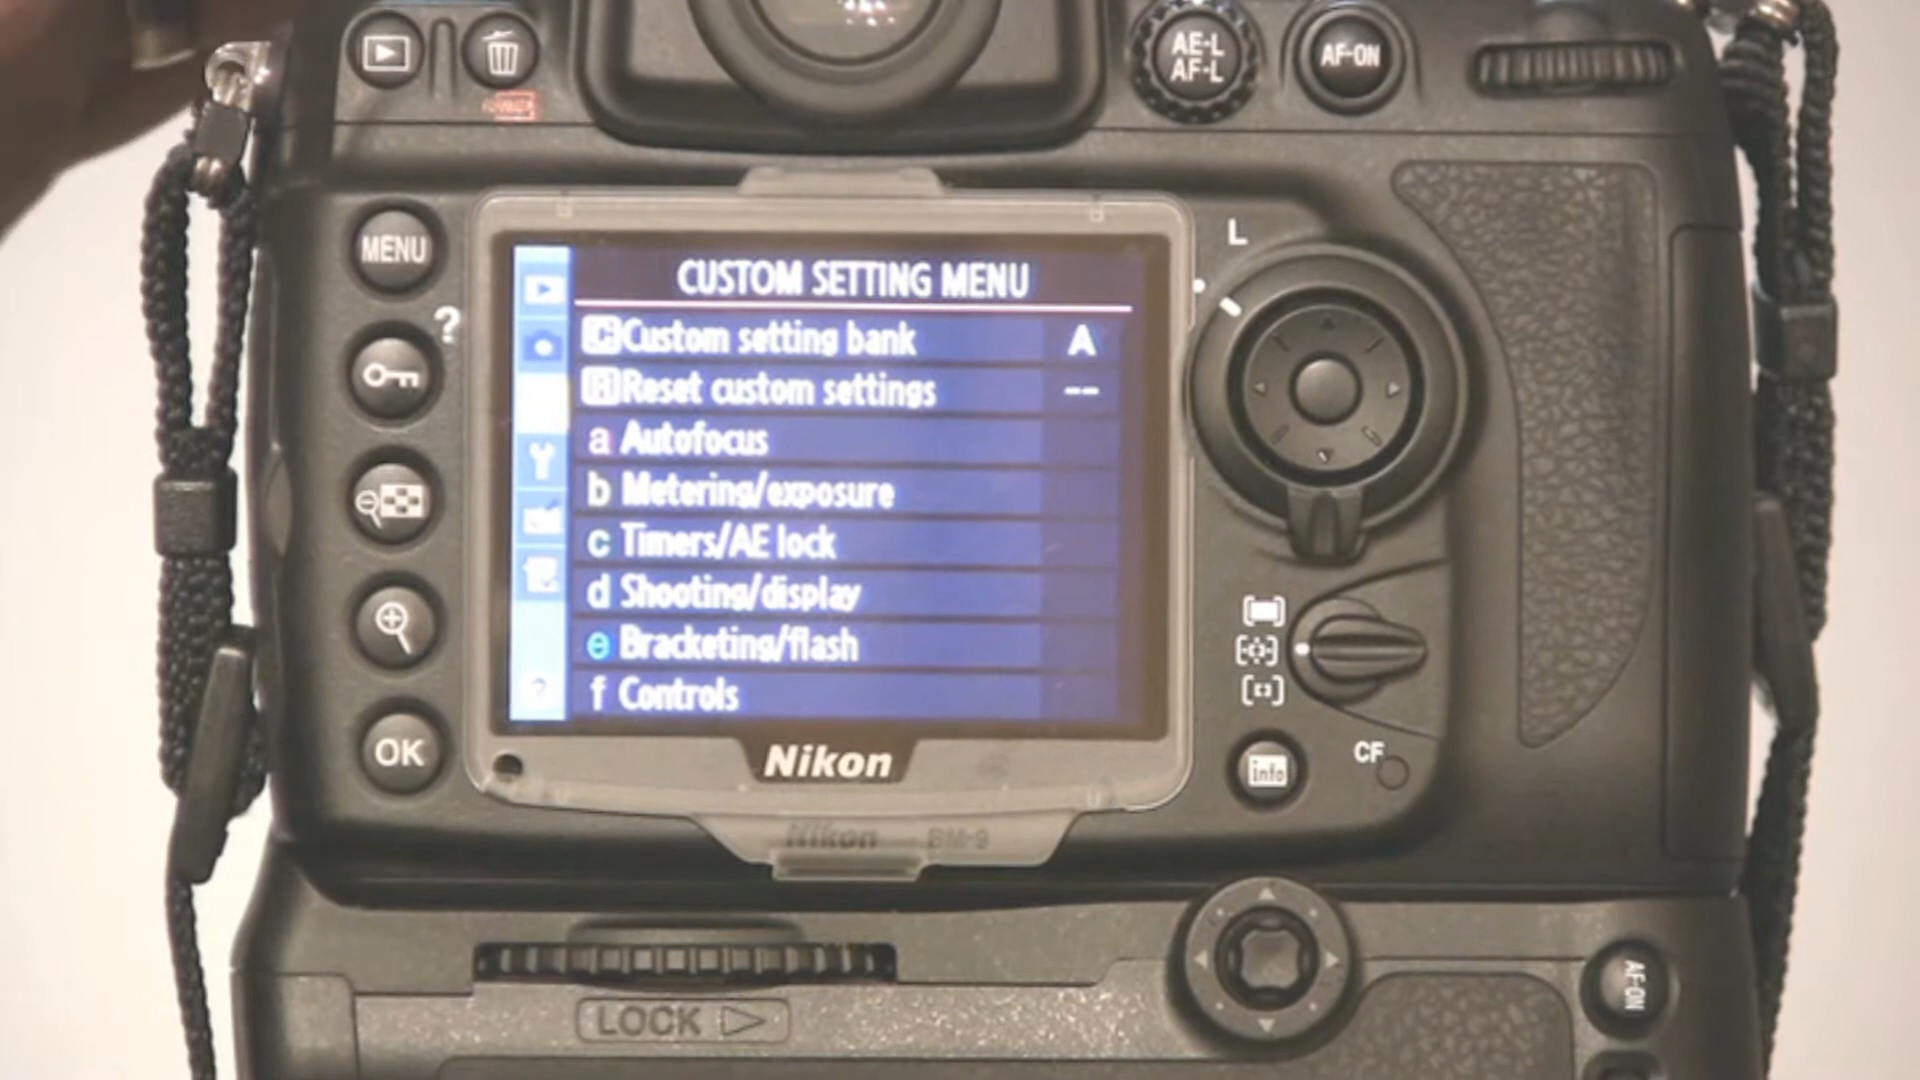 AE-L
AF-L
AF-ON
MENU
?
L
CUSTOM SETTING MENU
C Custom setting bank A
R Reset custom settings --
a Autofocus
b Metering/exposure
c Timers/AE lock
d Shooting/display
e Bracketing/flash
f Controls
?
OK
Nikon
info
CF
Nikon BM-9
AF-ON
LOCK